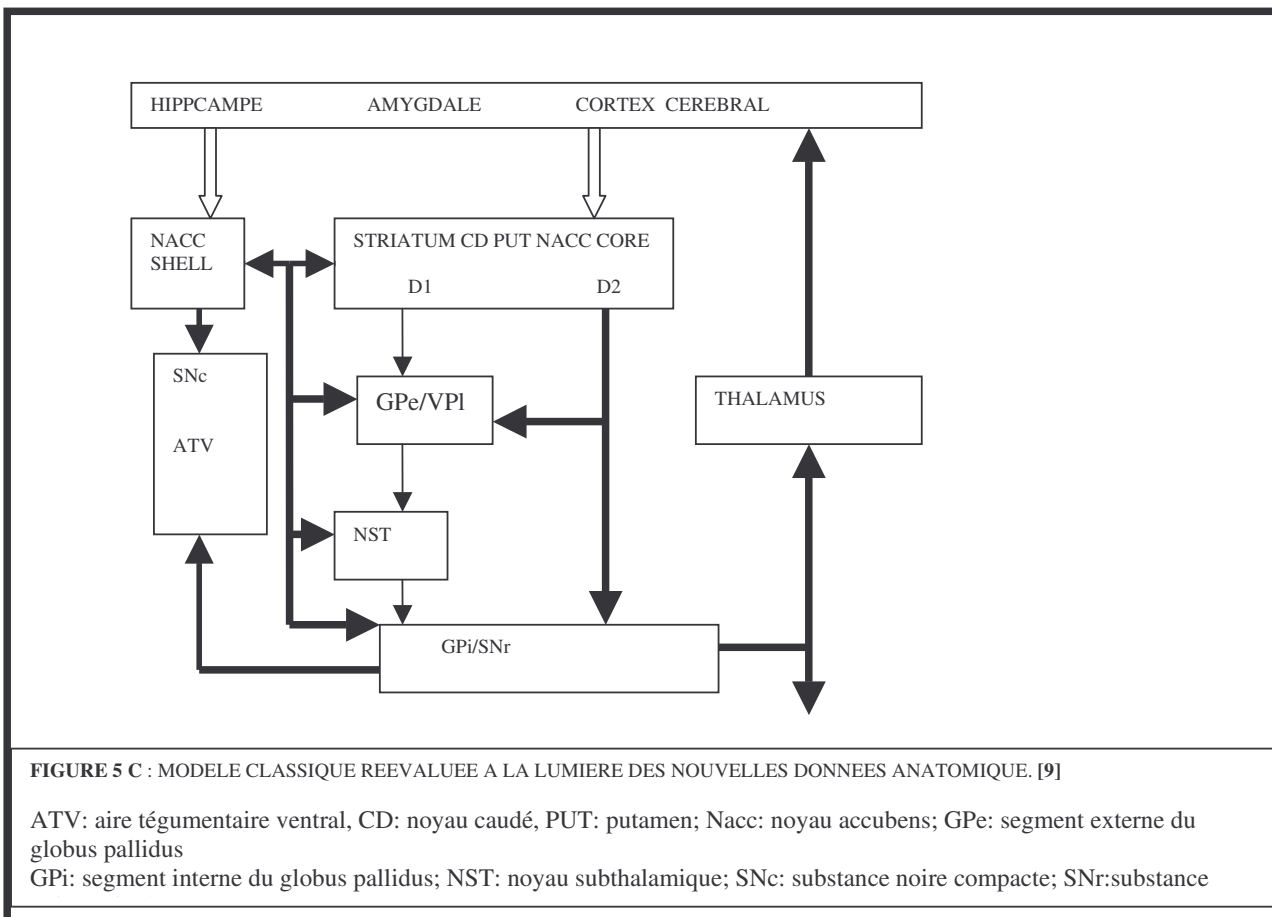 HIPPCAMPE AMYGDALE CORTEX CEREBRAL
NACC
SHELL
STRIATUM CD PUT NACC CORE
D1 D2
SNc
ATV
GPe/VPl
THALAMUS
NST
GPi/SNr
FIGURE 5 C : MODELE CLASSIQUE REEVALUEE A LA LUMIERE DES NOUVELLES DONNEES ANATOMIQUE. [9]
ATV: aire tégumentaire ventral, CD: noyau caudé, PUT: putamen; Nacc: noyau accubens; GPe: segment externe du
globus pallidus
GPi: segment interne du globus pallidus; NST: noyau subthalamique; SNc: substance noire compacte; SNr:substance